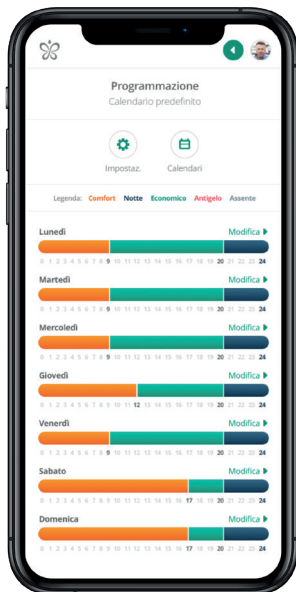 Programmazione
Calendario predefinito
Impostaz. Calendari
Legenda: Comfort Notte Economico Antigelo Assente
Lunedì Modifica
0 1 2 3 4 5 6 7 8 9 10 11 12 13 14 15 16 17 18 19 20 21 22 23 24
Martedì Modifica
0 1 2 3 4 5 6 7 8 9 10 11 12 13 14 15 16 17 18 19 20 21 22 23 24
Mercoledì Modifica
0 1 2 3 4 5 6 7 8 9 10 11 12 13 14 15 16 17 18 19 20 21 22 23 24
Giovedì Modifica
0 1 2 3 4 5 6 7 8 9 10 11 12 13 14 15 16 17 18 19 20 21 22 23 24
Venerdì Modifica
0 1 2 3 4 5 6 7 8 9 10 11 12 13 14 15 16 17 18 19 20 21 22 23 24
Sabato Modifica
0 1 2 3 4 5 6 7 8 9 10 11 12 13 14 15 16 17 18 19 20 21 22 23 24
Domenica Modifica
0 1 2 3 4 5 6 7 8 9 10 11 12 13 14 15 16 17 18 19 20 21 22 23 24